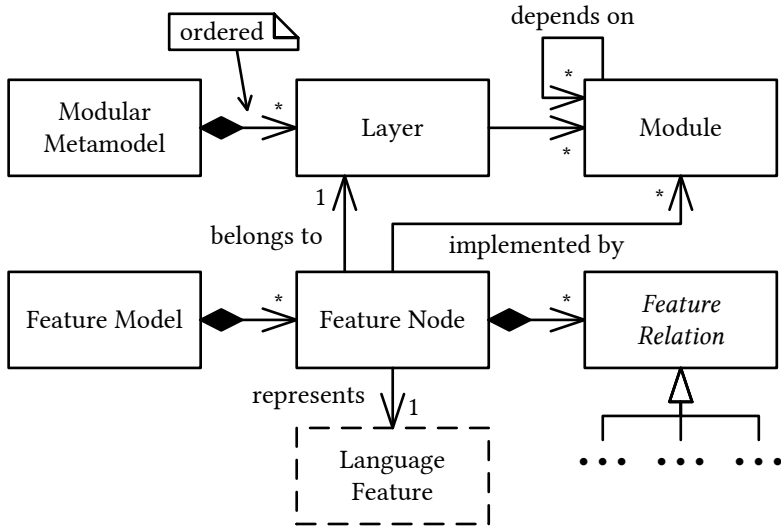 depends on
ordered
Modular
Metamodel
*
Layer
*
*
Module
1
*
belongs to
implemented by
Feature Model
*
Feature Node
*
Feature
Relation
represents
1
Language
Feature